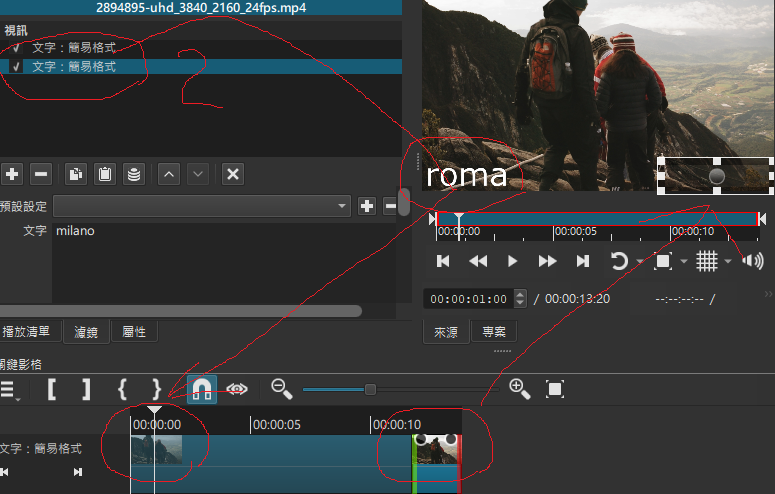 2894895-uhd_3840_2160_24fps.mp4
視訊
文字：簡易格式
文字：簡易格式
2
roma
預設設定
文字
milano
00:00:00
00:00:05
00:00:10
00:00:01:00 / 00:00:13:20 --:--:--:-- /
播放清單
濾鏡
屬性
來源
專案
關鍵影格
00:00:00
00:00:05
00:00:10
文字：簡易格式